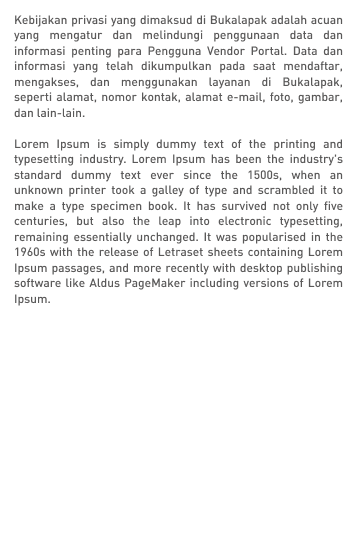 Kebijakan privasi yang dimaksud di Bukalapak adalah acuan
yang mengatur dan melindungi penggunaan data dan
informasi penting para Pengguna Vendor Portal. Data dan
informasi yang telah dikumpulkan pada saat mendaftar,
mengakses, dan menggunakan layanan di Bukalapak,
seperti alamat, nomor kontak, alamat e-mail, foto, gambar,
dan lain-lain.
Lorem Ipsum is simply dummy text of the printing and
typesetting industry. Lorem Ipsum has been the industry's
standard dummy text ever since the 1500s, when an
unknown printer took a galley of type and scrambled it to
make a type specimen book. It has survived not only five
centuries, but also the leap into electronic typesetting,
remaining essentially unchanged. It was popularised in the
1960s with the release of Letraset sheets containing Lorem
Ipsum passages, and more recently with desktop publishing
software like Aldus PageMaker including versions of Lorem
Ipsum.